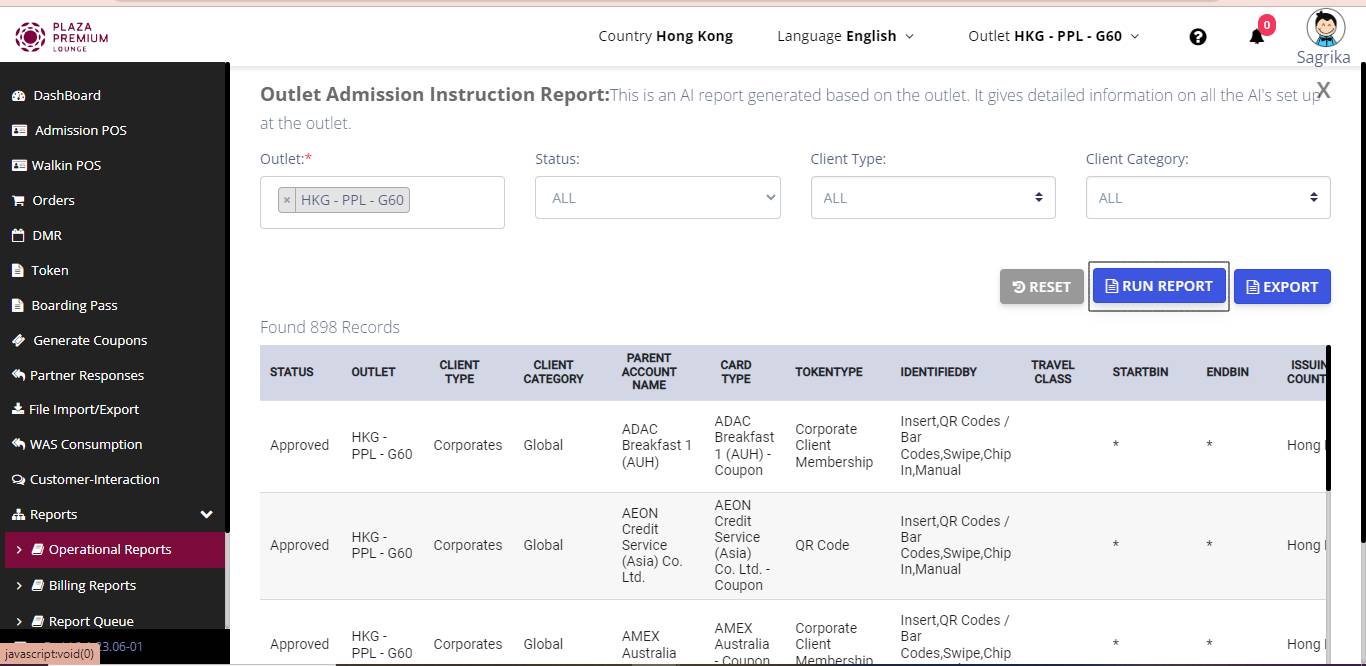 PLAZA
PREMIUM
LOUNGE
Country Hong Kong
Language English
Outlet HKG - PPL - G60
?
0
Sagrika
DashBoard
Admission POS
Walkin POS
Orders
DMR
Token
Boarding Pass
Generate Coupons
Partner Responses
File Import/Export
WAS Consumption
Customer-Interaction
Reports
Operational Reports
Billing Reports
Report Queue
23.06-01
javascript:void(0)
Outlet Admission Instruction Report:This is an AI report generated based on the outlet. It gives detailed information on all the AI's set up
at the outlet.
X
Outlet:*
× HKG - PPL - G60
Status:
ALL
Client Type:
ALL
Client Category:
ALL
RESET
RUN REPORT
EXPORT
Found 898 Records
STATUS
OUTLET
CLIENT
TYPE
CLIENT
CATEGORY
PARENT
ACCOUNT
NAME
CARD
TYPE
TOKENTYPE
IDENTIFIEDBY
TRAVEL
CLASS
STARTBIN
ENDBIN
ISSUIN
COUNT
Approved
HKG -
PPL - G60
Corporates
Global
ADAC
Breakfast 1
(AUH)
ADAC
Breakfast
1 (AUH) -
Coupon
Corporate
Client
Membership
Insert,QR Codes /
Bar
Codes,Swipe,Chip
In,Manual
*
*
Hong
Approved
HKG -
PPL - G60
Corporates
Global
AEON
Credit
Service
(Asia) Co.
Ltd.
AEON
Credit
Service
(Asia)
Co. Ltd. -
Coupon
QR Code
Insert,QR Codes /
Bar
Codes,Swipe,Chip
In,Manual
*
*
Hong
Approved
HKG -
PPL - G60
Corporates
Global
AMEX
Australia
AMEX
Australia
- Coupon
Corporate
Client
Membership
Insert,QR Codes /
Bar
Codes,Swipe,Chip
*
*
Hong